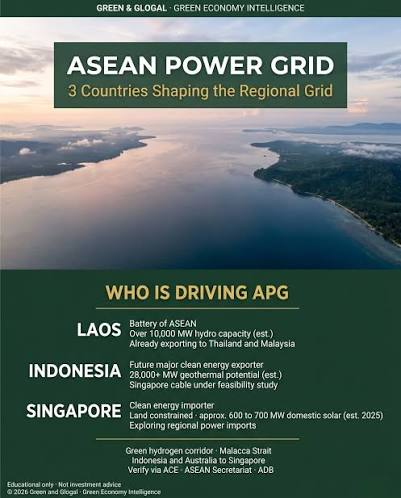 GREEN & GLOGAL · GREEN ECONOMY INTELLIGENCE
ASEAN POWER GRID
3 Countries Shaping the Regional Grid
WHO IS DRIVING APG
LAOS
Battery of ASEAN
Over 10,000 MW hydro capacity (est.)
Already exporting to Thailand and Malaysia
INDONESIA
Future major clean energy exporter
28,000+ MW geothermal potential (est.)
Singapore cable under feasibility study
SINGAPORE
Clean energy importer
Land constrained · approx. 600 to 700 MW domestic solar (est. 2025)
Exploring regional power imports
Green hydrogen corridor · Malacca Strait
Indonesia and Australia to Singapore
Verify via ACE · ASEAN Secretariat · ADB
Educational only · Not investment advice
© 2026 Green and Glogal · Green Economy Intelligence